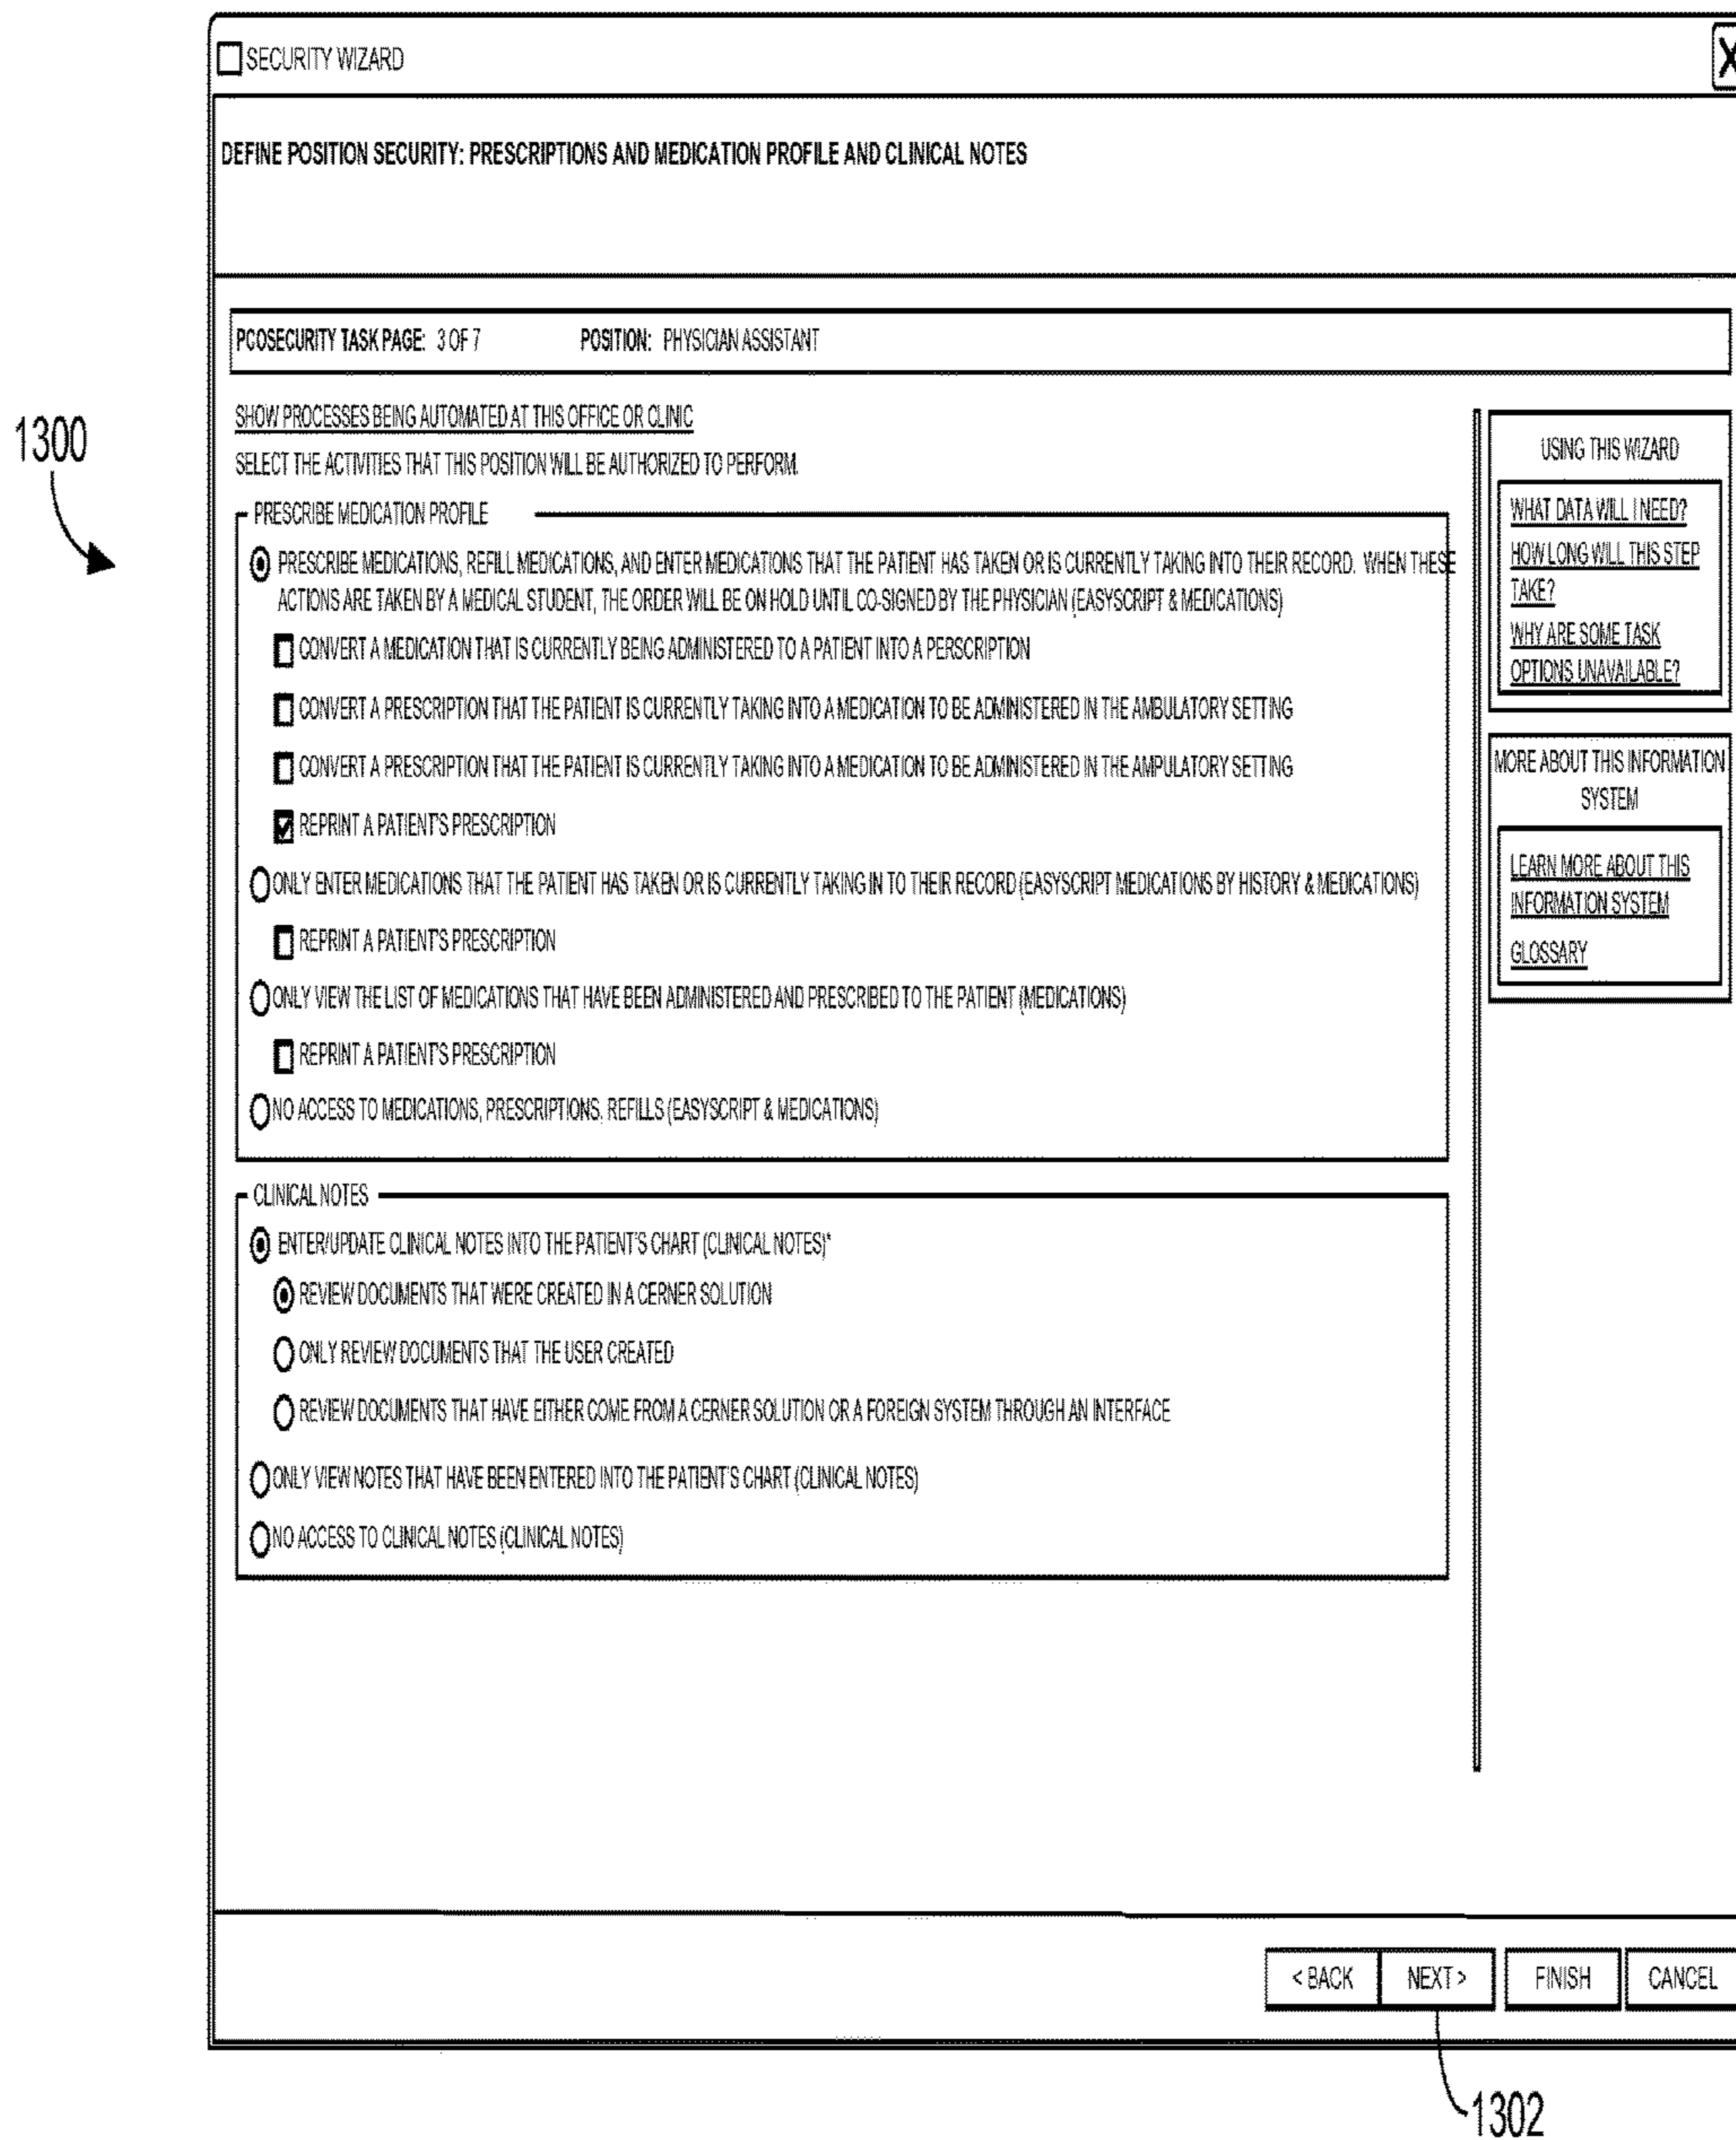 SECURITY WIZARD
X
DEFINE POSITION SECURITY: PRESCRIPTIONS AND MEDICATION PROFILE AND CLINICAL NOTES
PCOSECURITY TASK PAGE: 3 OF 7 POSITION: PHYSICIAN ASSISTANT
1300
SHOW PROCESSES BEING AUTOMATED AT THIS OFFICE OR CLINIC
SELECT THE ACTIVITIES THAT THIS POSITION WILL BE AUTHORIZED TO PERFORM.
PRESCRIBE MEDICATION PROFILE
PRESCRIBE MEDICATIONS, REFILL MEDICATIONS, AND ENTER MEDICATIONS THAT THE PATIENT HAS TAKEN OR IS CURRENTLY TAKING INTO THEIR RECORD. WHEN THESE
ACTIONS ARE TAKEN BY A MEDICAL STUDENT, THE ORDER WILL BE ON HOLD UNTIL CO-SIGNED BY THE PHYSICIAN (EASYSCRIPT & MEDICATIONS)
CONVERT A MEDICATION THAT IS CURRENTLY BEING ADMINISTERED TO A PATIENT INTO A PERSCRIPTION
CONVERT A PRESCRIPTION THAT THE PATIENT IS CURRENTLY TAKING INTO A MEDICATION TO BE ADMINISTERED IN THE AMBULATORY SETTING
CONVERT A PRESCRIPTION THAT THE PATIENT IS CURRENTLY TAKING INTO A MEDICATION TO BE ADMINISTERED IN THE AMPULATORY SETTING
REPRINT A PATIENT'S PRESCRIPTION
ONLY ENTER MEDICATIONS THAT THE PATIENT HAS TAKEN OR IS CURRENTLY TAKING IN TO THEIR RECORD (EASYSCRIPT MEDICATIONS BY HISTORY & MEDICATIONS)
REPRINT A PATIENT'S PRESCRIPTION
ONLY VIEW THE LIST OF MEDICATIONS THAT HAVE BEEN ADMINISTERED AND PRESCRIBED TO THE PATIENT (MEDICATIONS)
REPRINT A PATIENT'S PRESCRIPTION
NO ACCESS TO MEDICATIONS, PRESCRIPTIONS, REFILLS (EASYSCRIPT & MEDICATIONS)
CLINICAL NOTES
ENTER/UPDATE CLINICAL NOTES INTO THE PATIENT'S CHART (CLINICAL NOTES)*
REVIEW DOCUMENTS THAT WERE CREATED IN A CERNER SOLUTION
ONLY REVIEW DOCUMENTS THAT THE USER CREATED
REVIEW DOCUMENTS THAT HAVE EITHER COME FROM A CERNER SOLUTION OR A FOREIGN SYSTEM THROUGH AN INTERFACE
ONLY VIEW NOTES THAT HAVE BEEN ENTERED INTO THE PATIENT'S CHART (CLINICAL NOTES)
NO ACCESS TO CLINICAL NOTES (CLINICAL NOTES)
USING THIS WIZARD
WHAT DATA WILL I NEED?
HOW LONG WILL THIS STEP
TAKE?
WHY ARE SOME TASK
OPTIONS UNAVAILABLE?
MORE ABOUT THIS INFORMATION
SYSTEM
LEARN MORE ABOUT THIS
INFORMATION SYSTEM
GLOSSARY
< BACK NEXT > FINISH CANCEL
1302